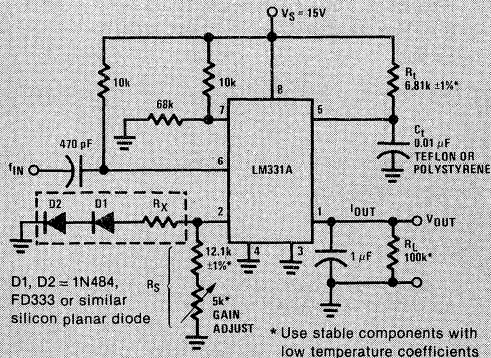 V_S = 15V
10k
10k
R_t
6.81k ±1%*
68k
7
8
5
C_t
0.01 µF
TEFLON OR
POLYSTYRENE
470 pF
f_IN
6
LM331A
D2
D1
R_X
2
1
I_OUT
V_OUT
4
3
12.1k
±1%*
1 µF
R_L
100k*
R_S
5k*
GAIN
ADJUST
D1, D2 = 1N484,
FD333 or similar
silicon planar diode
* Use stable components with
low temperature coefficients